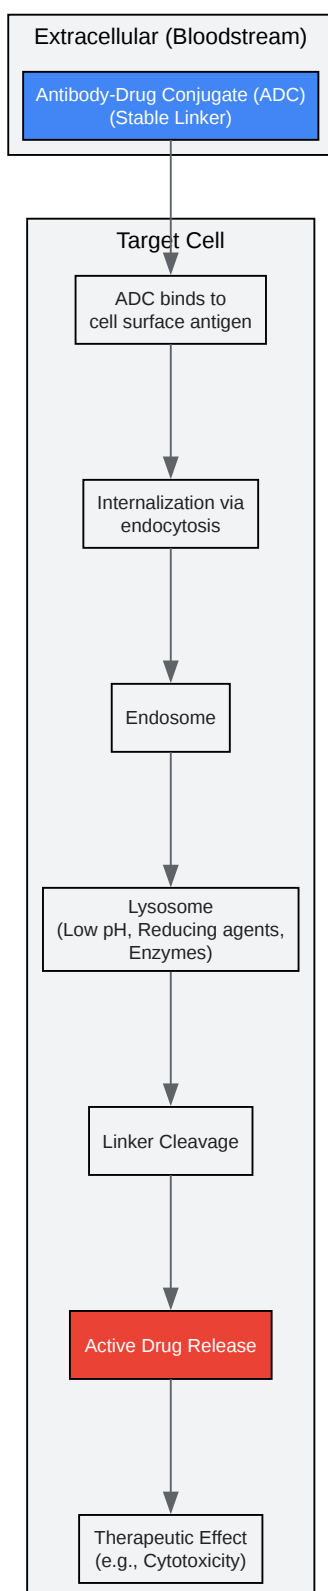 Extracellular (Bloodstream)
Antibody-Drug Conjugate (ADC)
(Stable Linker)
Target Cell
ADC binds to
cell surface antigen
Internalization via
endocytosis
Endosome
Lysosome
(Low pH, Reducing agents,
Enzymes)
Linker Cleavage
Active Drug Release
Therapeutic Effect
(e.g., Cytotoxicity)